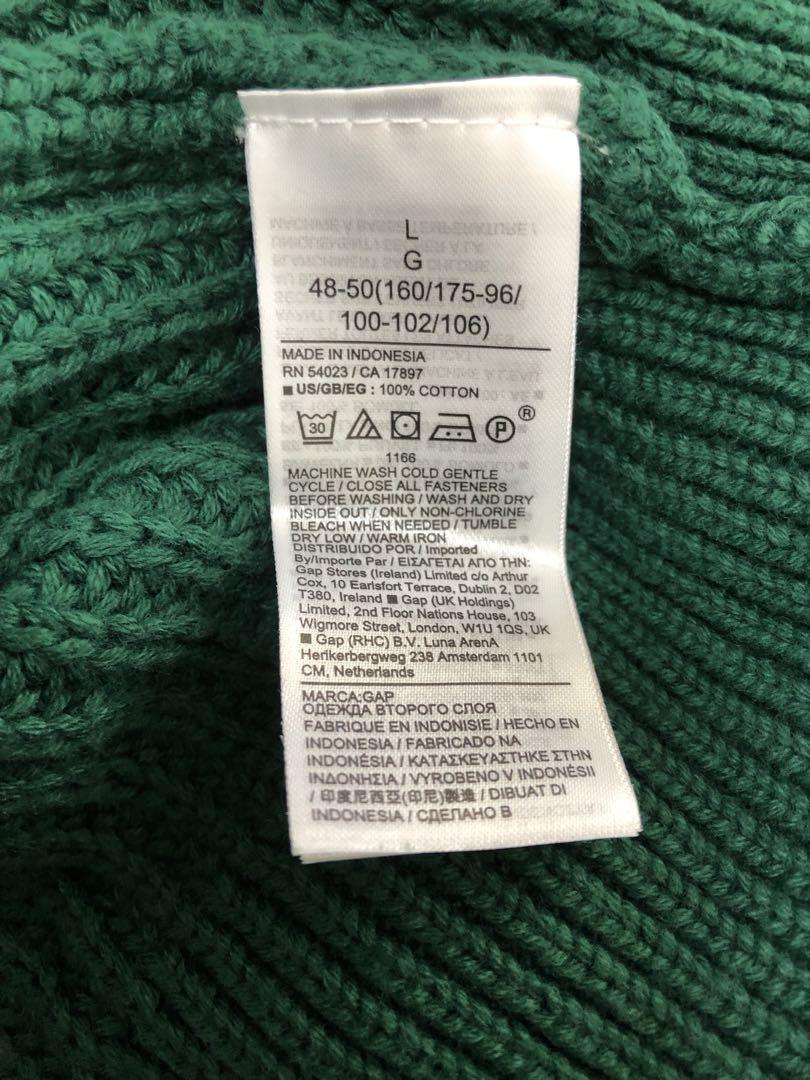 L
G
48-50(160/175-96/
100-102/106)
MADE IN INDONESIA
RN 54023 / CA 17897
■ US/GB/EG : 100% COTTON
30 P ®
1166
MACHINE WASH COLD GENTLE
CYCLE / CLOSE ALL FASTENERS
BEFORE WASHING / WASH AND DRY
INSIDE OUT / ONLY NON-CHLORINE
BLEACH WHEN NEEDED / TUMBLE
DRY LOW / WARM IRON
DISTRIBUIDO POR / Imported
By/Importe Par / ΕΙΣΑΓΕΤΑΙ ΑΠΟ ΤΗΝ:
Gap Stores (Ireland) Limited c/o Arthur
Cox, 10 Earlsfort Terrace, Dublin 2, D02
T380, Ireland ■ Gap (UK Holdings)
Limited, 2nd Floor Nations House, 103
Wigmore Street, London, W1U 1QS, UK
■ Gap (RHC) B.V. Luna ArenA
Herikerbergweg 238 Amsterdam 1101
CM, Netherlands
MARCA:GAP
ОДЕЖДА ВТОРОГО СЛОЯ
FABRIQUE EN INDONISIE / HECHO EN
INDONESIA / FABRICADO NA
INDONÉSIA / ΚΑΤΑΣΚΕΥΑΣΤΗΚΕ ΣΤΗΝ
ΙΝΔΟΝΗΣΙΑ / VYROBENO V INDONÉSII
/ 印度尼西亞(印尼)製造 / DIBUAT DI
INDONESIA / СДЕЛАНО В